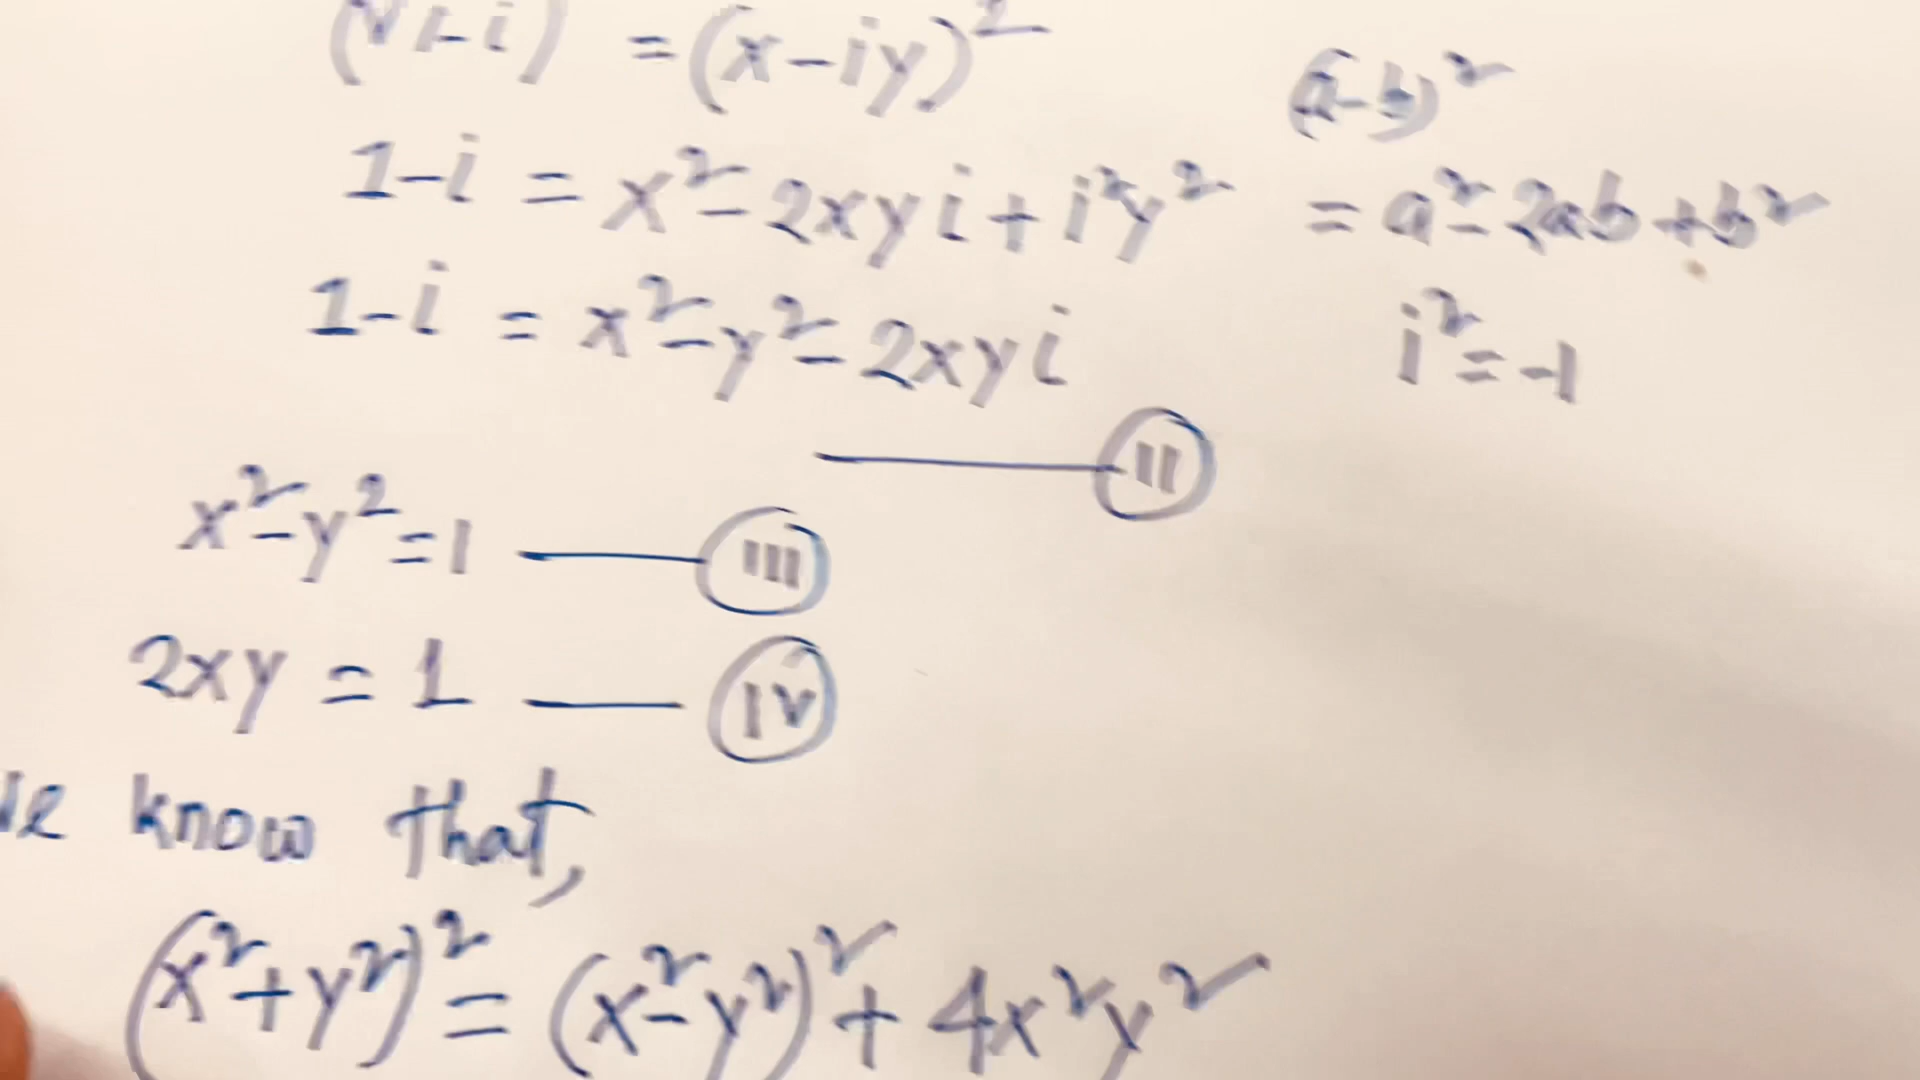 (√1-i) = (x-iy)²
(a-b)²
1-i = x²-2xyi+i²y²
= a²-2ab+b²
1-i = x²-y²-2xyi
i²=-1
II
x²-y²=1 — III
2xy = 1 — IV
know that,
(x²+y²)² = (x²-y²)²+4x²y²